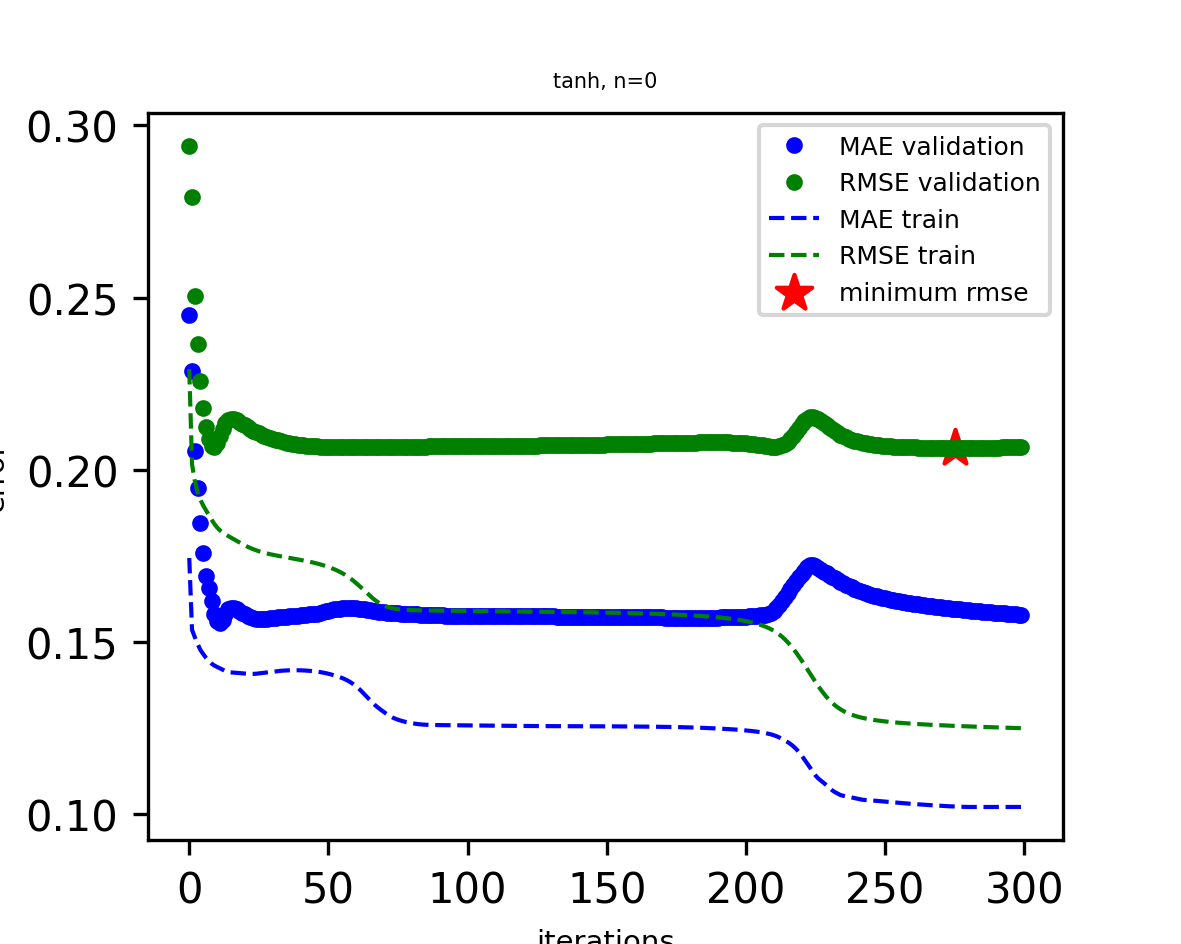 tanh, n=0
0.30
0.25
0.20
0.15
0.10
MAE validation
RMSE validation
MAE train
RMSE train
minimum rmse
0 50 100 150 200 250 300
iterations